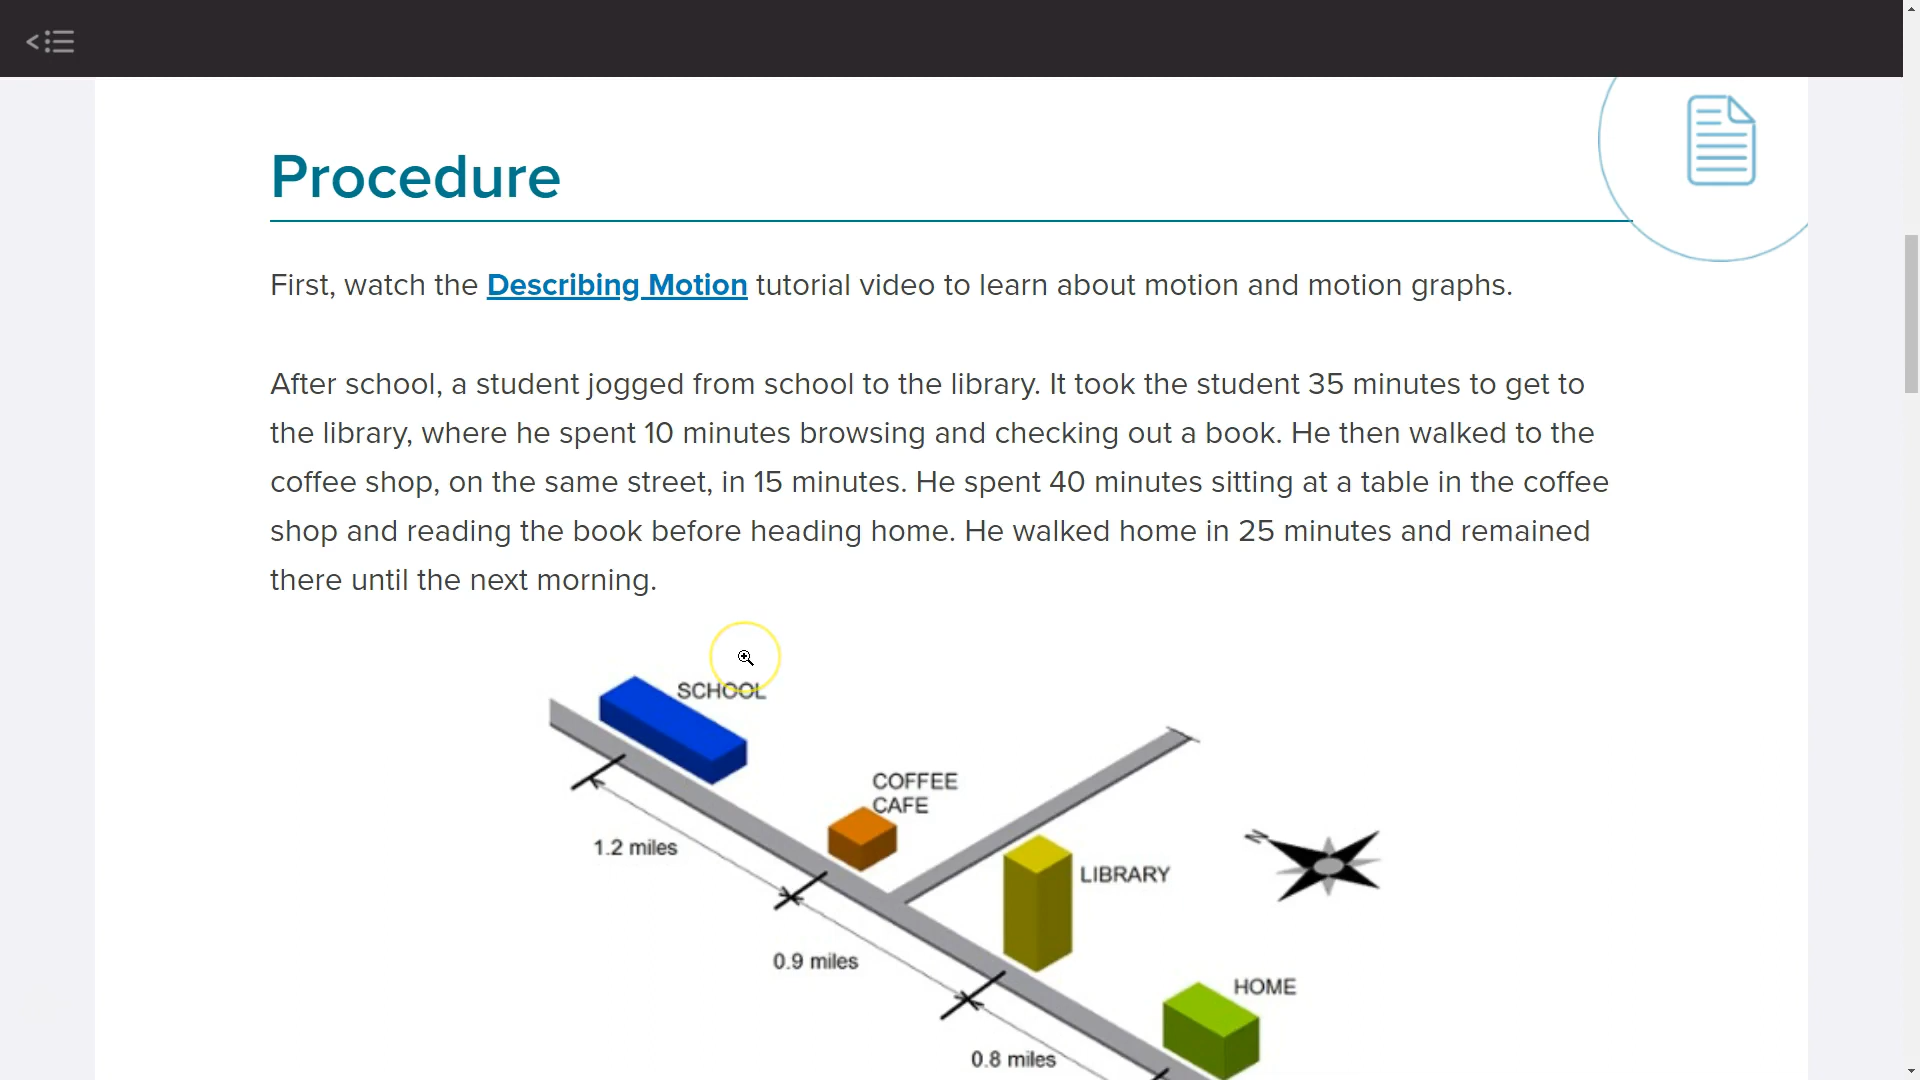 Procedure
First, watch the Describing Motion tutorial video to learn about motion and motion graphs.
After school, a student jogged from school to the library. It took the student 35 minutes to get to
the library, where he spent 10 minutes browsing and checking out a book. He then walked to the
coffee shop, on the same street, in 15 minutes. He spent 40 minutes sitting at a table in the coffee
shop and reading the book before heading home. He walked home in 25 minutes and remained
there until the next morning.
SCHOOL
COFFEE
CAFE
N
1.2 miles
LIBRARY
0.9 miles
HOME
0.8 miles